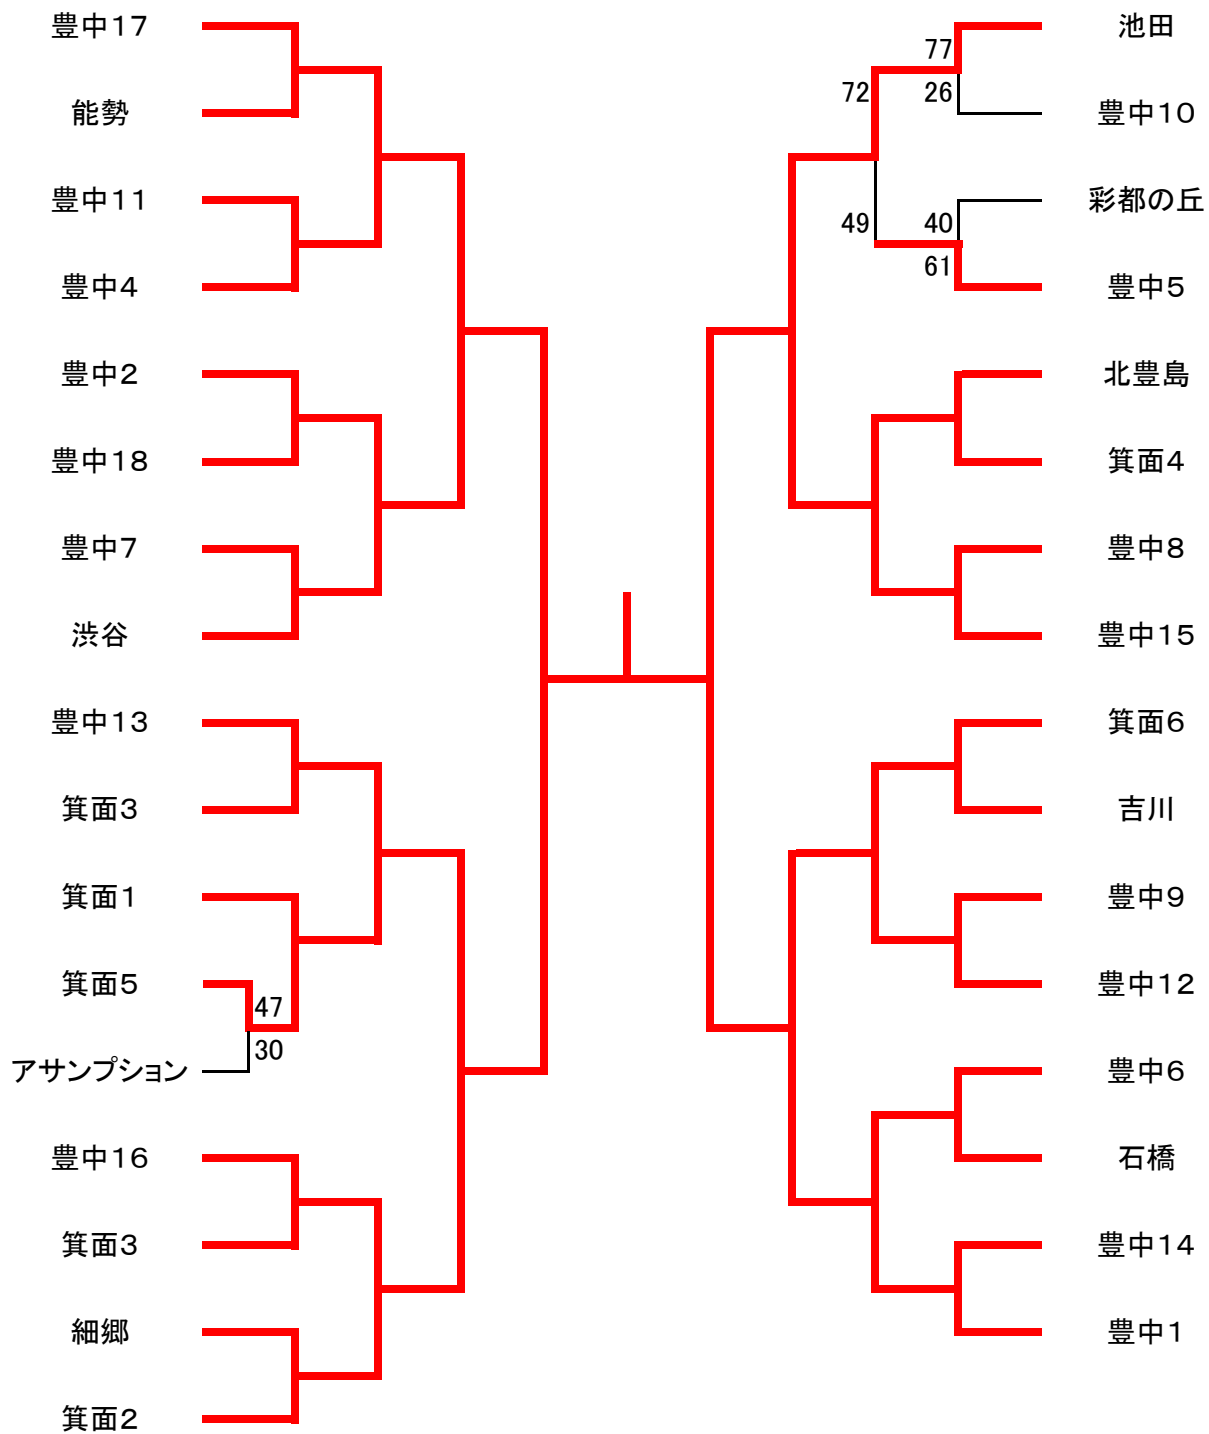 豊中17
能勢
豊中11
豊中4
豊中2
豊中18
豊中7
渋谷
豊中13
箕面3
箕面1
箕面5
47
30
アサンプション
豊中16
箕面3
細郷
箕面2
池田
77
72
26
豊中10
彩都の丘
49
40
61
豊中5
北豊島
箕面4
豊中8
豊中15
箕面6
吉川
豊中9
豊中12
豊中6
石橋
豊中14
豊中1